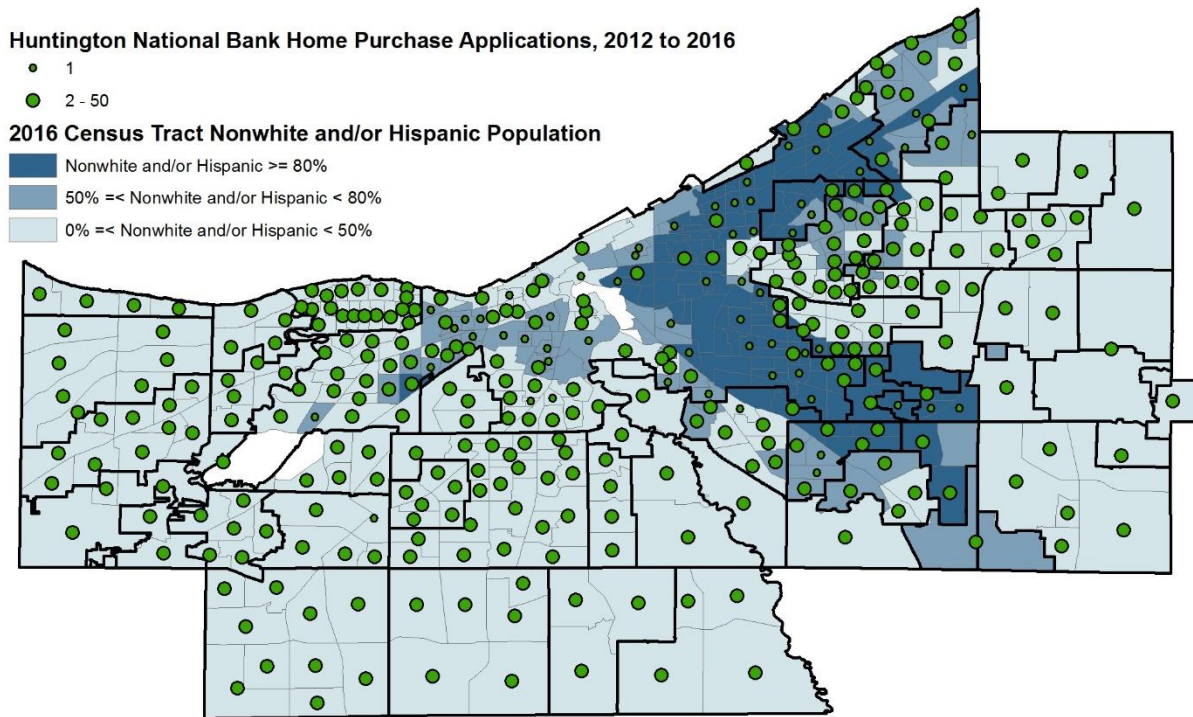 Huntington National Bank Home Purchase Applications, 2012 to 2016
1
2 - 50
2016 Census Tract Nonwhite and/or Hispanic Population
Nonwhite and/or Hispanic >= 80%
50% =< Nonwhite and/or Hispanic < 80%
0% =< Nonwhite and/or Hispanic < 50%